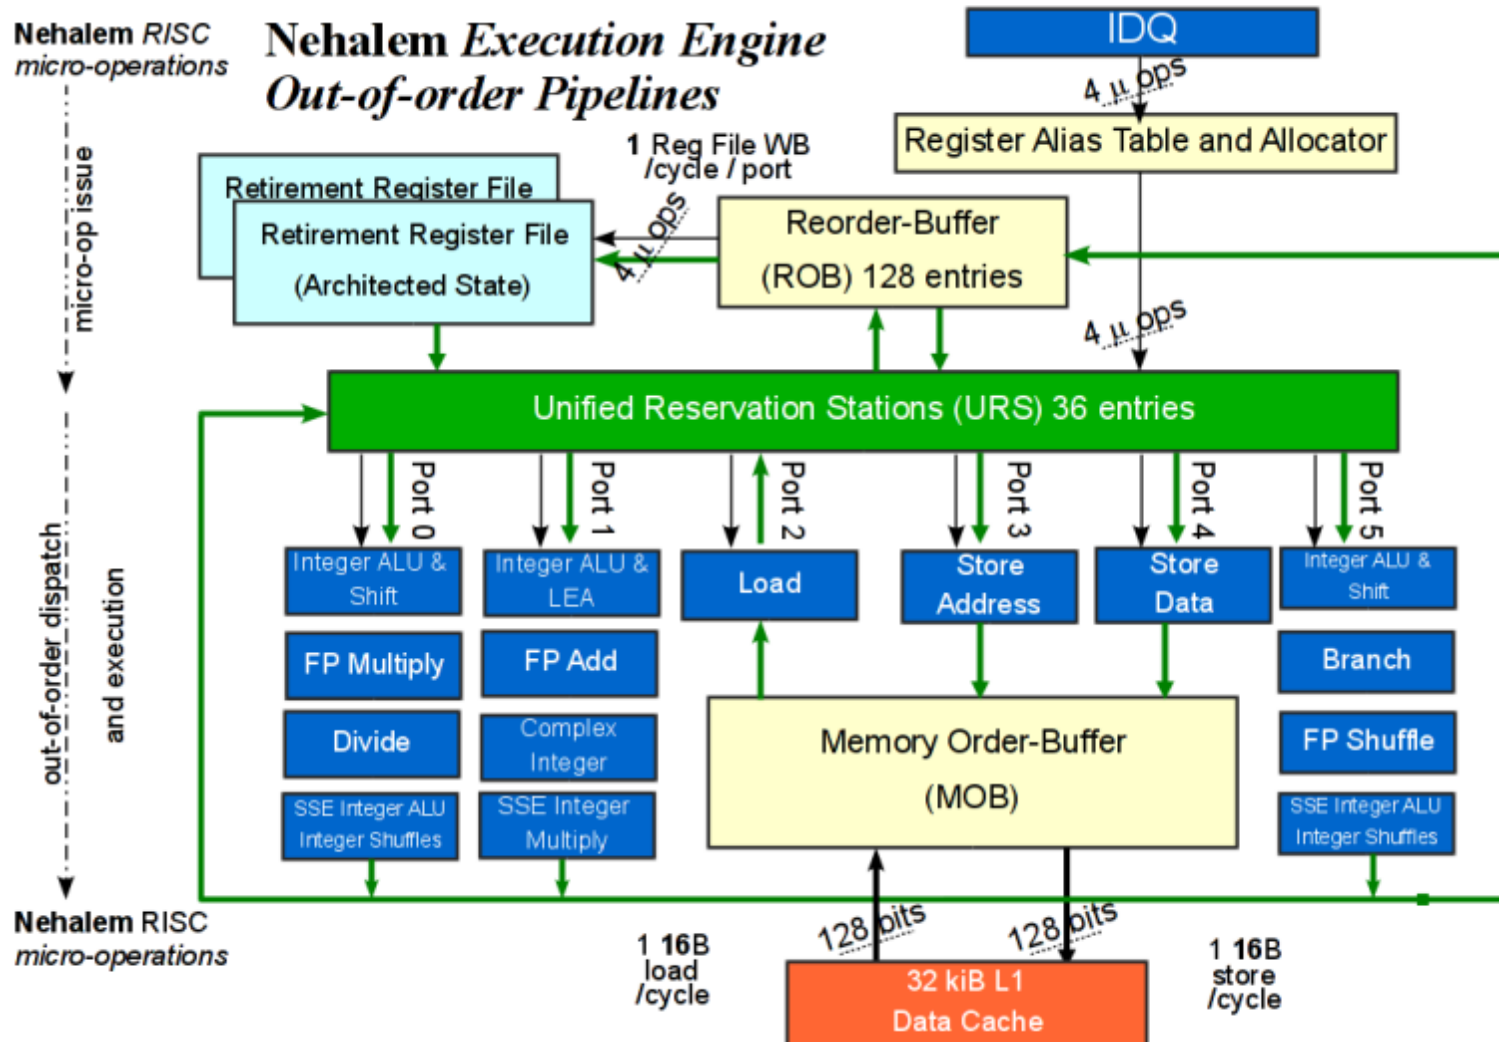 Nehalem RISC
micro-operations
Nehalem Execution Engine
Out-of-order Pipelines
IDQ
4 μ ops
Register Alias Table and Allocator
1 Reg File WB
/cycle / port
micro-op issue
Retirement Register File
Retirement Register File
(Architected State)
4 μ ops
Reorder-Buffer
(ROB) 128 entries
4 μ ops
Unified Reservation Stations (URS) 36 entries
Port 0
Port 1
Port 2
Port 3
Port 4
Port 5
out-of-order dispatch
and execution
Integer ALU &
Shift
Integer ALU &
LEA
Load
Store
Address
Store
Data
Integer ALU &
Shift
FP Multiply
FP Add
Branch
Divide
Complex
Integer
Memory Order-Buffer
(MOB)
FP Shuffle
SSE Integer ALU
Integer Shuffles
SSE Integer
Multiply
SSE Integer ALU
Integer Shuffles
Nehalem RISC
micro-operations
1 16B
load
/cycle
128 bits
128 bits
1 16B
store
/cycle
32 kiB L1
Data Cache